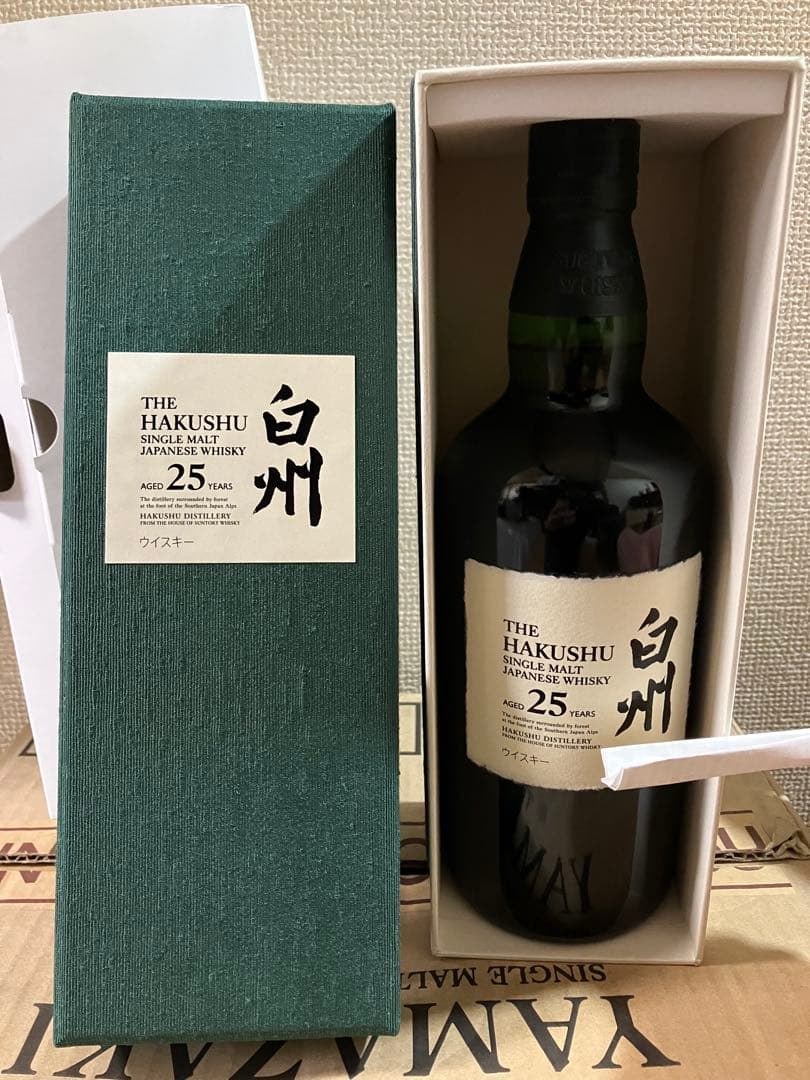 THE
HAKUSHU
SINGLE MALT
JAPANESE WHISKY
AGED 25 YEARS
The distillery surrounded by forest
at the foot of the Southern Japan Alps
HAKUSHU DISTILLERY
FROM THE HOUSE OF SUNTORY WHISKY
ウイスキー
白州
THE
HAKUSHU
SINGLE MALT
JAPANESE WHISKY
AGED 25 YEARS
The distillery surrounded by forest
at the foot of the Southern Japan Alps
HAKUSHU DISTILLERY
FROM THE HOUSE OF SUNTORY WHISKY
ウイスキー
白州
SINGLE MALT
YAMAZAKI